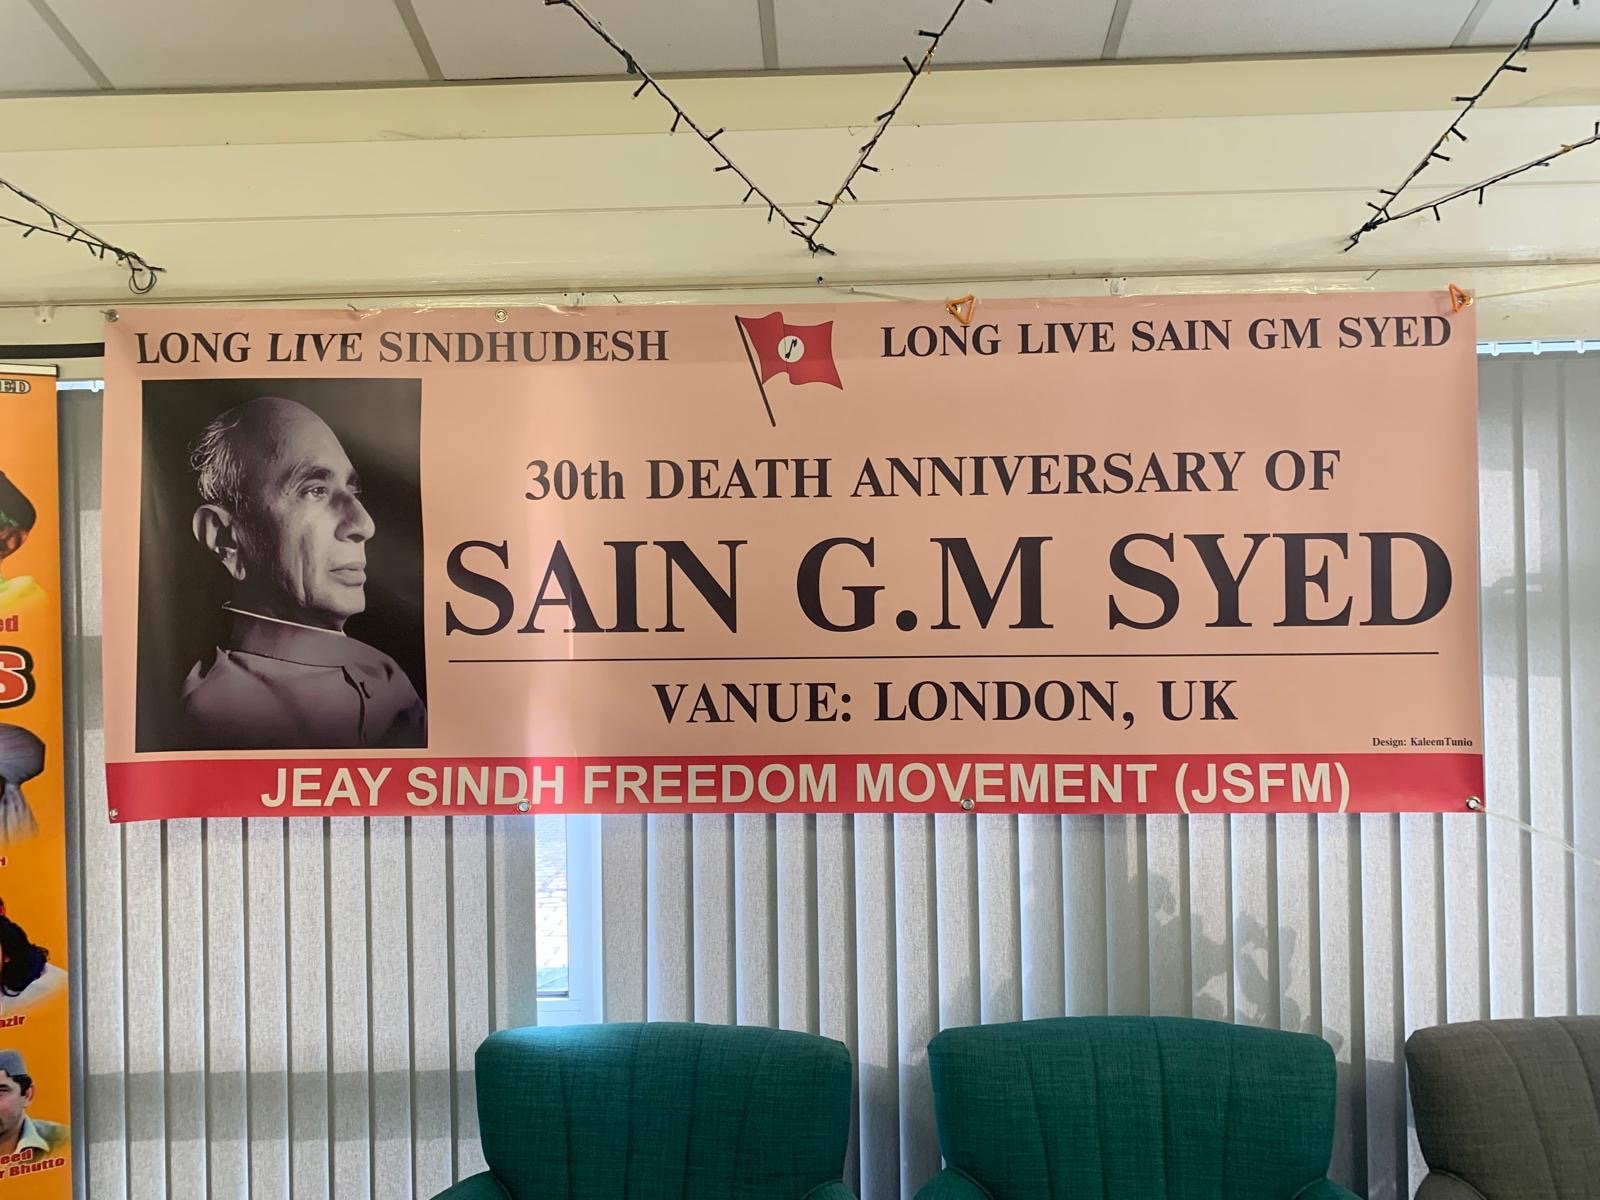 LONG LIVE SINDHUDESH
LONG LIVE SAIN GM SYED
30th DEATH ANNIVERSARY OF
SAIN G.M SYED
VANUE: LONDON, UK
Design: KaleemTunio
JEAY SINDH FREEDOM MOVEMENT (JSFM)
Bhutto